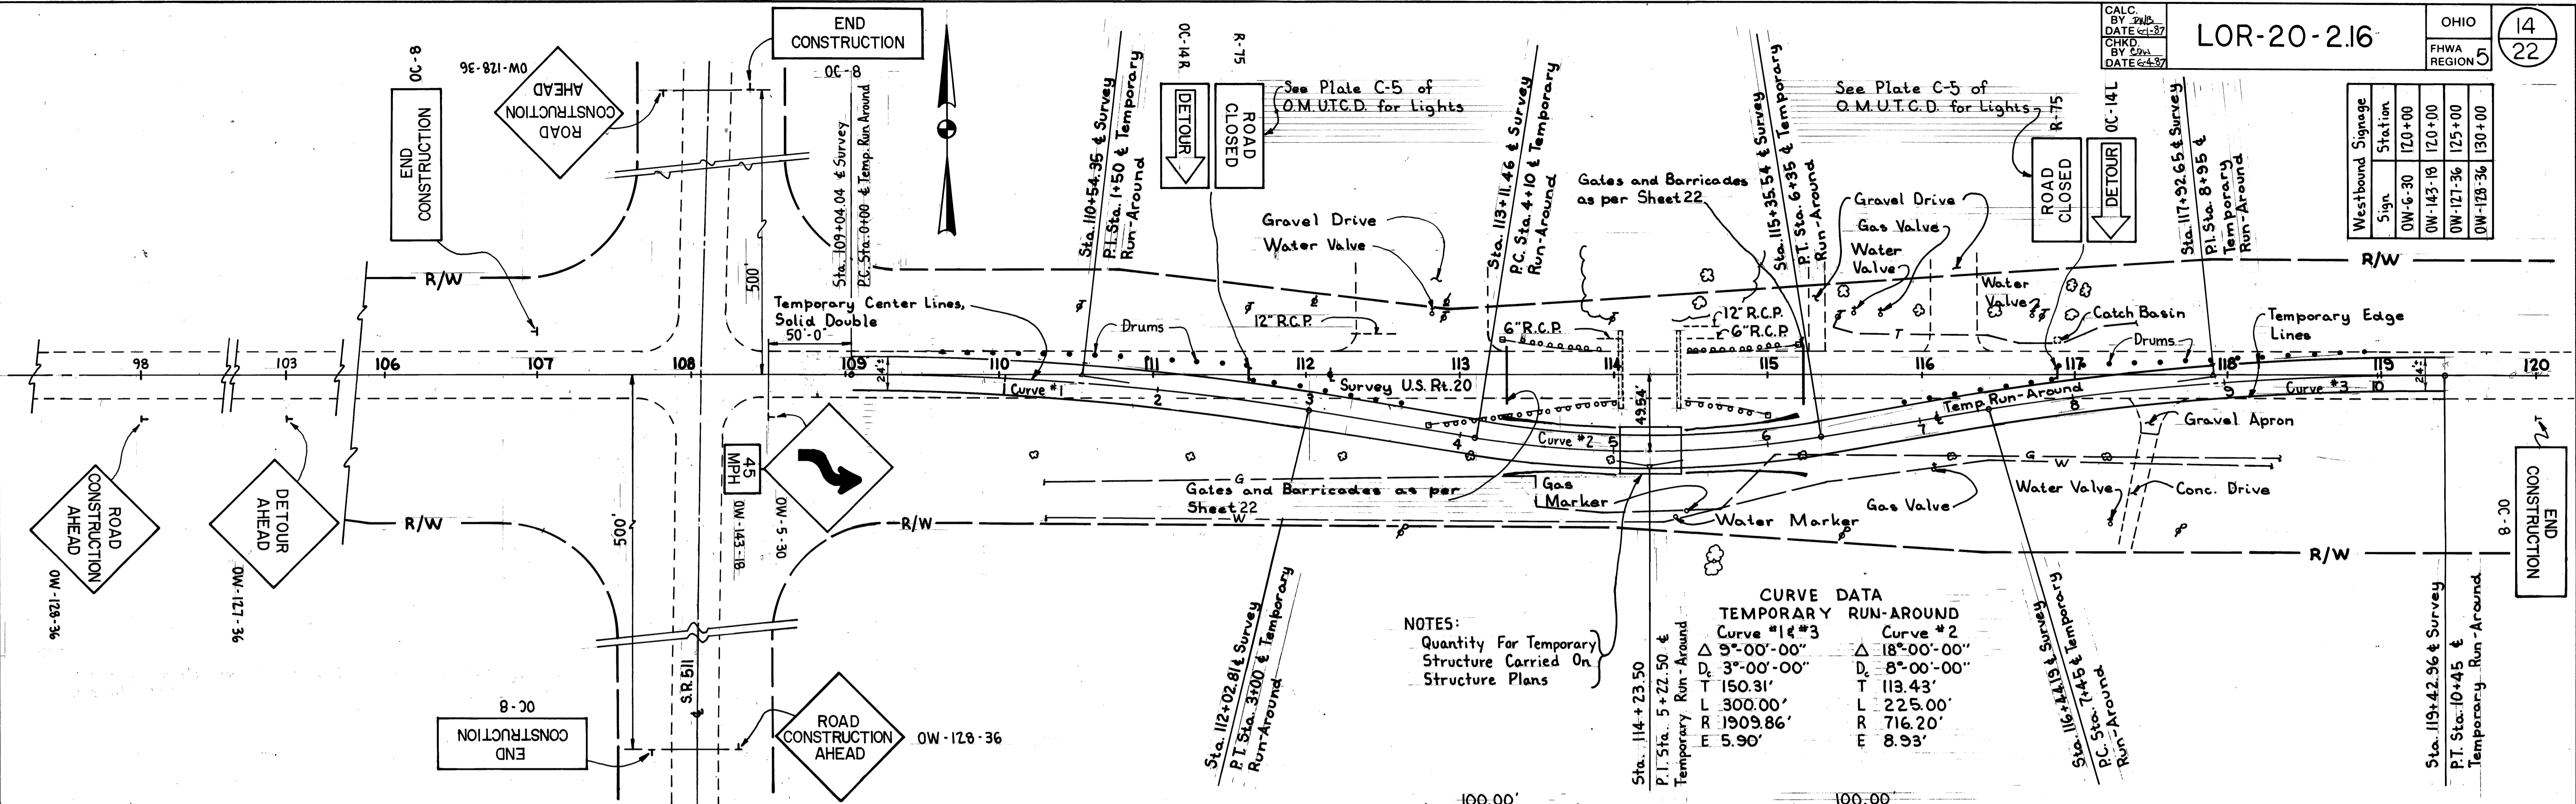 CALC.
BY
DATE 6-1-87
CHKD.
BY
DATE 6-4-87
LOR-20-2.16
OHIO
FHWA
REGION 5
14
22
END
CONSTRUCTION
OC-8
OC-8
END
CONSTRUCTION
OW-128-36
ROAD
CONSTRUCTION
AHEAD
500'
Sta. 109+04.04 ℄ Survey
P.C. Sta. 0+00 ℄ Temp. Run Around
Sta. 110+54.35 ℄ Survey
P.I. Sta. 1+50 ℄ Temporary
Run-Around
OC-14R
DETOUR
R-75
ROAD
CLOSED
See Plate C-5 of
O.M.U.T.C.D. for Lights
Sta. 113+11.46 ℄ Survey
P.C. Sta. 4+10 ℄ Temporary
Run-Around
Gates and Barricades
as per Sheet 22
Sta. 115+35.54 ℄ Survey
P.T. Sta. 6+35 ℄ Temporary
Run-Around
See Plate C-5 of
O.M.U.T.C.D. for Lights
R-75
ROAD
CLOSED
OC-14L
DETOUR
Sta. 117+92.65 ℄ Survey
P.I. Sta. 8+95 ℄
Temporary
Run-Around
Westbound Signage
Sign Station
OW-6-30 120+00
OW-143-18 120+00
OW-127-36 125+00
OW-128-36 130+00
Gravel Drive
Water Valve
Gravel Drive
Gas Valve
Water
Valve
Water
Valve
Catch Basin
Temporary Edge
Lines
R/W
R/W
Temporary Center Lines,
Solid Double
50'-0"
Drums
12" R.C.P.
6" R.C.P.
12" R.C.P.
6" R.C.P.
T
Drums
98 103 106 107 108 109 110 111 112 113 114 115 116 117 118 119 120
24'±
Survey U.S. Rt. 20
49.54'
Temp. Run-Around
24'±
1 Curve #1 2 3 4 Curve #2 5 6 7 8 9 Curve #3 10
Gravel Apron
Conc. Drive
Water Valve
Gas Valve
G
W
G
W
Gates and Barricades as per
Sheet 22
Gas
Marker
Water Marker
45
MPH
OW-143-18
OW-5-30
ROAD
CONSTRUCTION
AHEAD
OW-128-36
DETOUR
AHEAD
OW-127-36
R/W
R/W
R/W
500'
S.R. 511
℄
OC-8
END
CONSTRUCTION
ROAD
CONSTRUCTION
AHEAD
OW-128-36
END
CONSTRUCTION
OC-8
Sta. 112+02.81 ℄ Survey
P.T. Sta. 3+00 ℄ Temporary
Run-Around
NOTES:
Quantity For Temporary
Structure Carried On
Structure Plans
Sta. 114+23.50
P.I. Sta. 5+22.50 ℄
Temporary Run-Around
CURVE DATA
TEMPORARY RUN-AROUND
Curve #1 & #3 Curve #2
Δ 9°-00'-00" Δ 18°-00'-00"
Dc 3°-00'-00" Dc 8°-00'-00"
T 150.31' T 113.43'
L 300.00' L 225.00'
R 1909.86' R 716.20'
E 5.90' E 8.93'
Sta. 116+44.19 ℄ Survey
P.C. Sta. 7+45 ℄ Temporary
Run-Around
Sta. 119+42.96 ℄ Survey
P.T. Sta. 10+45 ℄
Temporary Run-Around
100.00' 100.00'